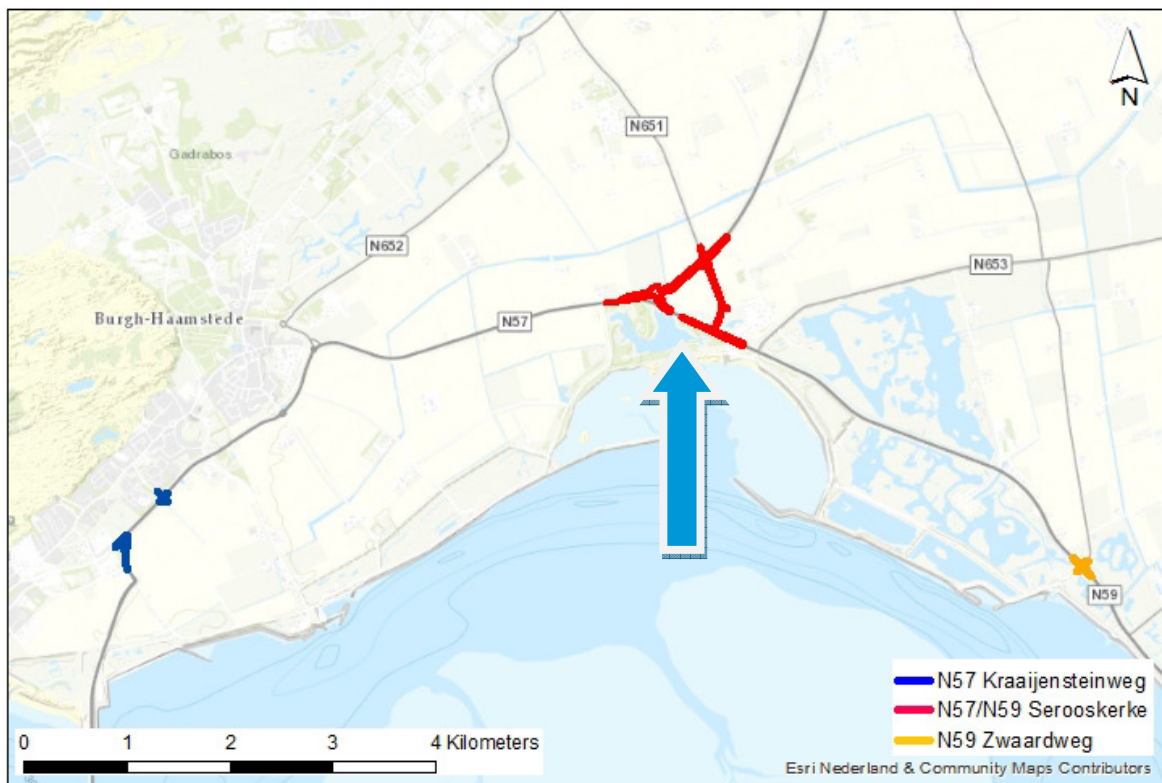 N
N651
Gadrabos
N652
N653
Burgh-Haamstede
N57
1
N59
N57 Kraaijensteinweg
N57/N59 Serooskerke
N59 Zwaardweg
0 1 2 3 4 Kilometers
Esri Nederland & Community Maps Contributors